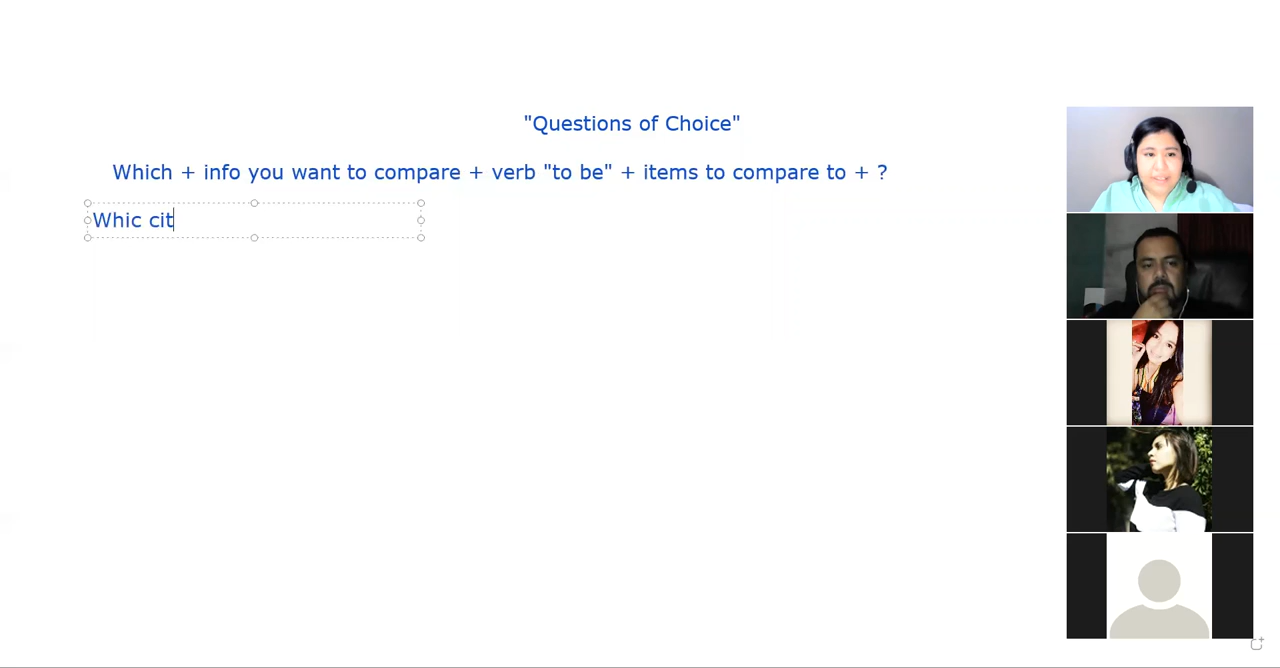 "Questions of Choice"
Which + info you want to compare + verb "to be" + items to compare to + ?
Whic cit